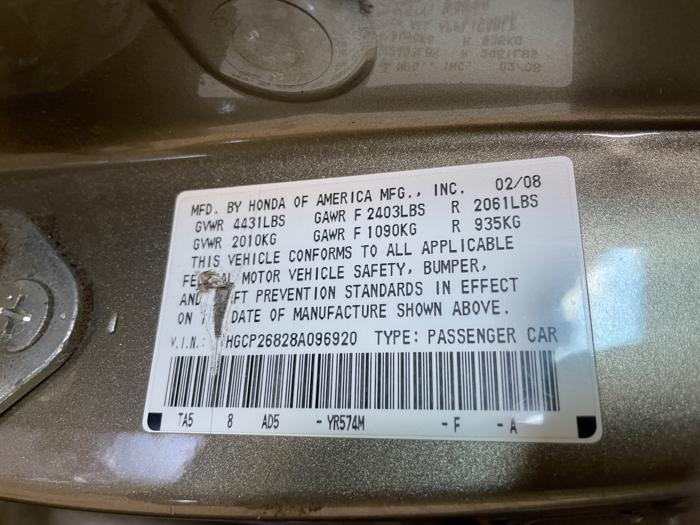 MFD. BY HONDA OF AMERICA MFG., INC. 02/08
GVWR 4431LBS GAWR F 2403LBS R 2061LBS
GVWR 2010KG GAWR F 1090KG R 935KG
THIS VEHICLE CONFORMS TO ALL APPLICABLE
MOTOR VEHICLE SAFETY, BUMPER,
PREVENTION STANDARDS IN EFFECT
ON DATE OF MANUFACTURE SHOWN ABOVE.
V.I.N.: HGCP26828A096920 TYPE: PASSENGER CAR
TA5 8 AD5 -YR574M -F -A